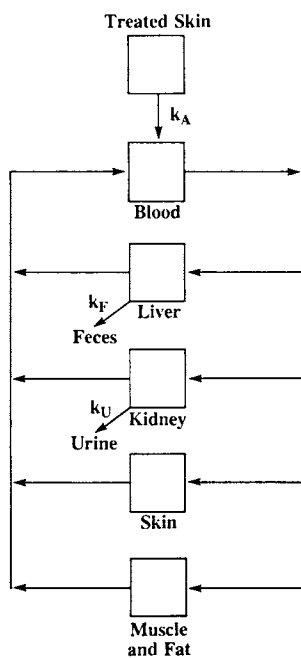 Treated Skin
k_A
Blood
k_F
Liver
Feces
k_U
Kidney
Urine
Skin
Muscle
and Fat